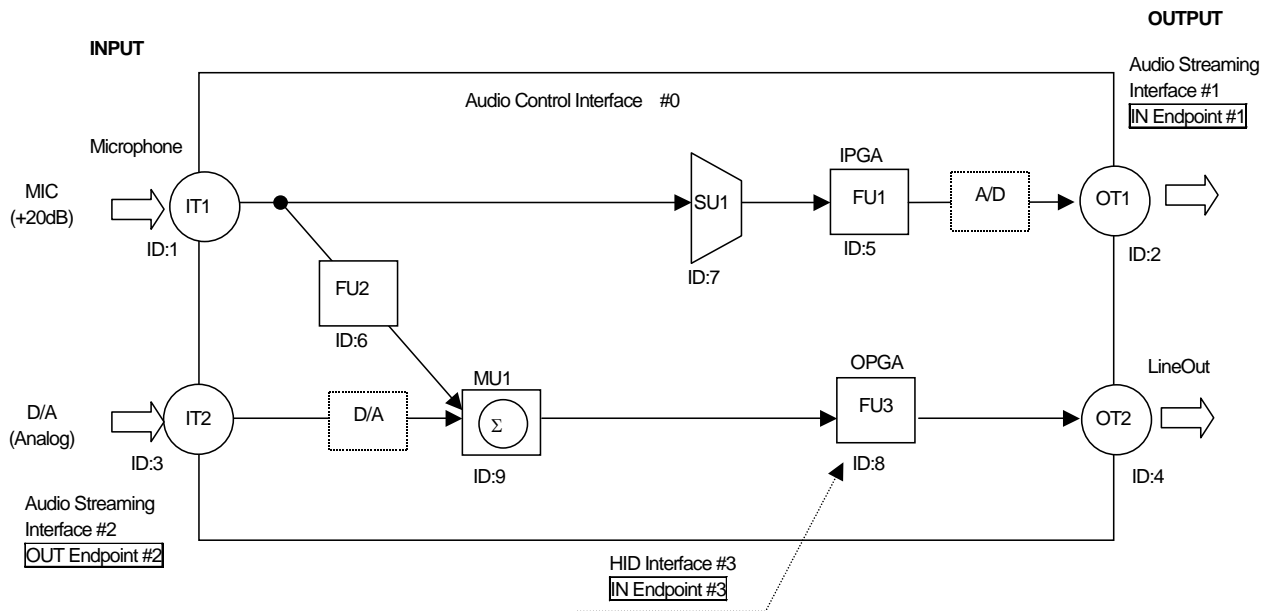 INPUT
OUTPUT
Audio Streaming
Interface #1
IN Endpoint #1
Audio Control Interface #0
Microphone
MIC
(+20dB)
IT1
ID:1
SU1
ID:7
IPGA
FU1
ID:5
A/D
OT1
ID:2
FU2
ID:6
D/A
(Analog)
IT2
ID:3
D/A
MU1
Σ
ID:9
OPGA
FU3
ID:8
LineOut
OT2
ID:4
Audio Streaming
Interface #2
OUT Endpoint #2
HID Interface #3
IN Endpoint #3